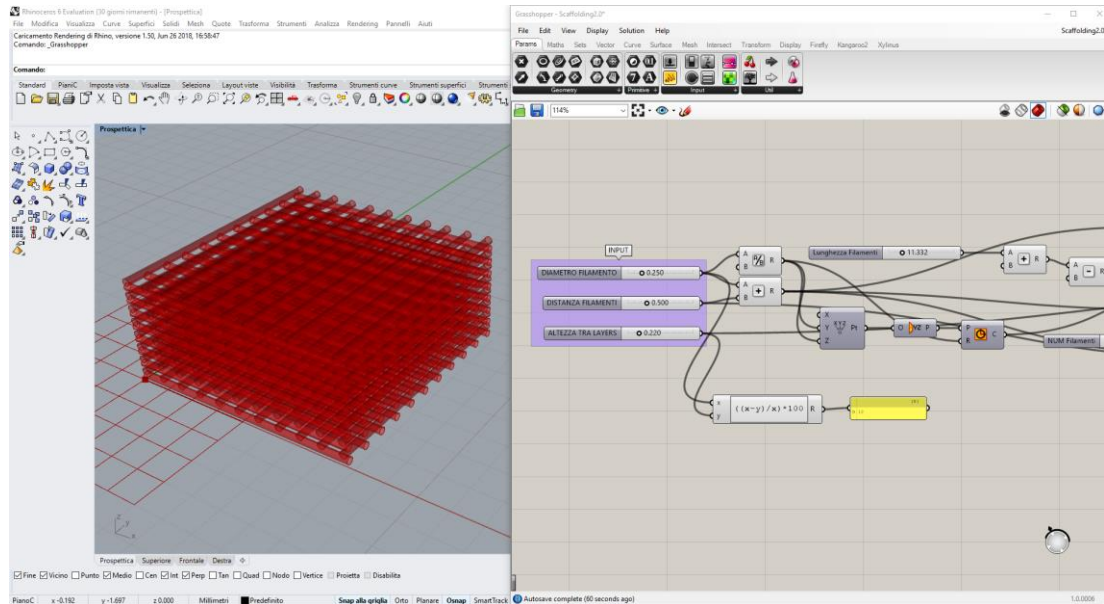 Rhinoceros 6 Evaluation (30 giorni rimanenti) - [Prospettica]
File Modifica Visualizza Curve Superfici Solidi Mesh Quote Trasforma Strumenti Analizza Rendering Pannelli Aiuti
Caricamento Rendering di Rhino, versione 1.50, Jun 26 2018, 16:58:47
Comando: _Grasshopper
Comando:
Standard PianiC Imposta vista Visualizza Seleziona Layout viste Visibilità Trasforma Strumenti curve Strumenti superfici Strumenti
Prospettica
z
y
x
Prospettica Superiore Frontale Destra
Fine Vicino Punto Medio Cen Int Perp Tan Quad Nodo Vertice Proietta Disabilita
PianoC x -0.192 y -1.697 z 0.000 Millimetri Predefinito Snap alla griglia Orto Planare Osnap SmartTrack
Grasshopper - Scaffolding2.0*
File Edit View Display Solution Help Scaffolding2.0
Params Maths Sets Vector Curve Surface Mesh Intersect Transform Display Firefly Kangaroo2 Xylinus
Geometry Primitive Input Util
114%
INPUT
DIAMETRO FILAMENTO 0.250
DISTANZA FILAMENTI 0.500
ALTEZZA TRA LAYERS 0.220
A B A/B R
A B + R
Lunghezza Filamenti 11.332
A B + R
A B - R
X Y Z XYZ Pt
O YZ P
P R C
NUM Filamenti
x y ((x-y)/x)*100 R
Autosave complete (60 seconds ago) 1.0.0006